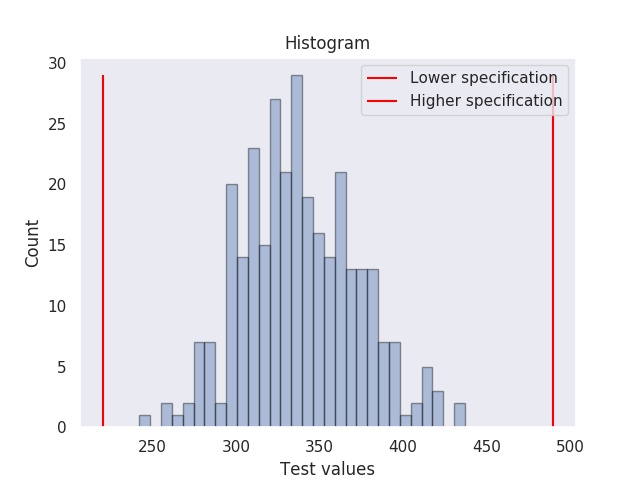 Histogram
Lower specification
Higher specification
30
25
20
15
10
5
0
Count
250 300 350 400 450 500
Test values